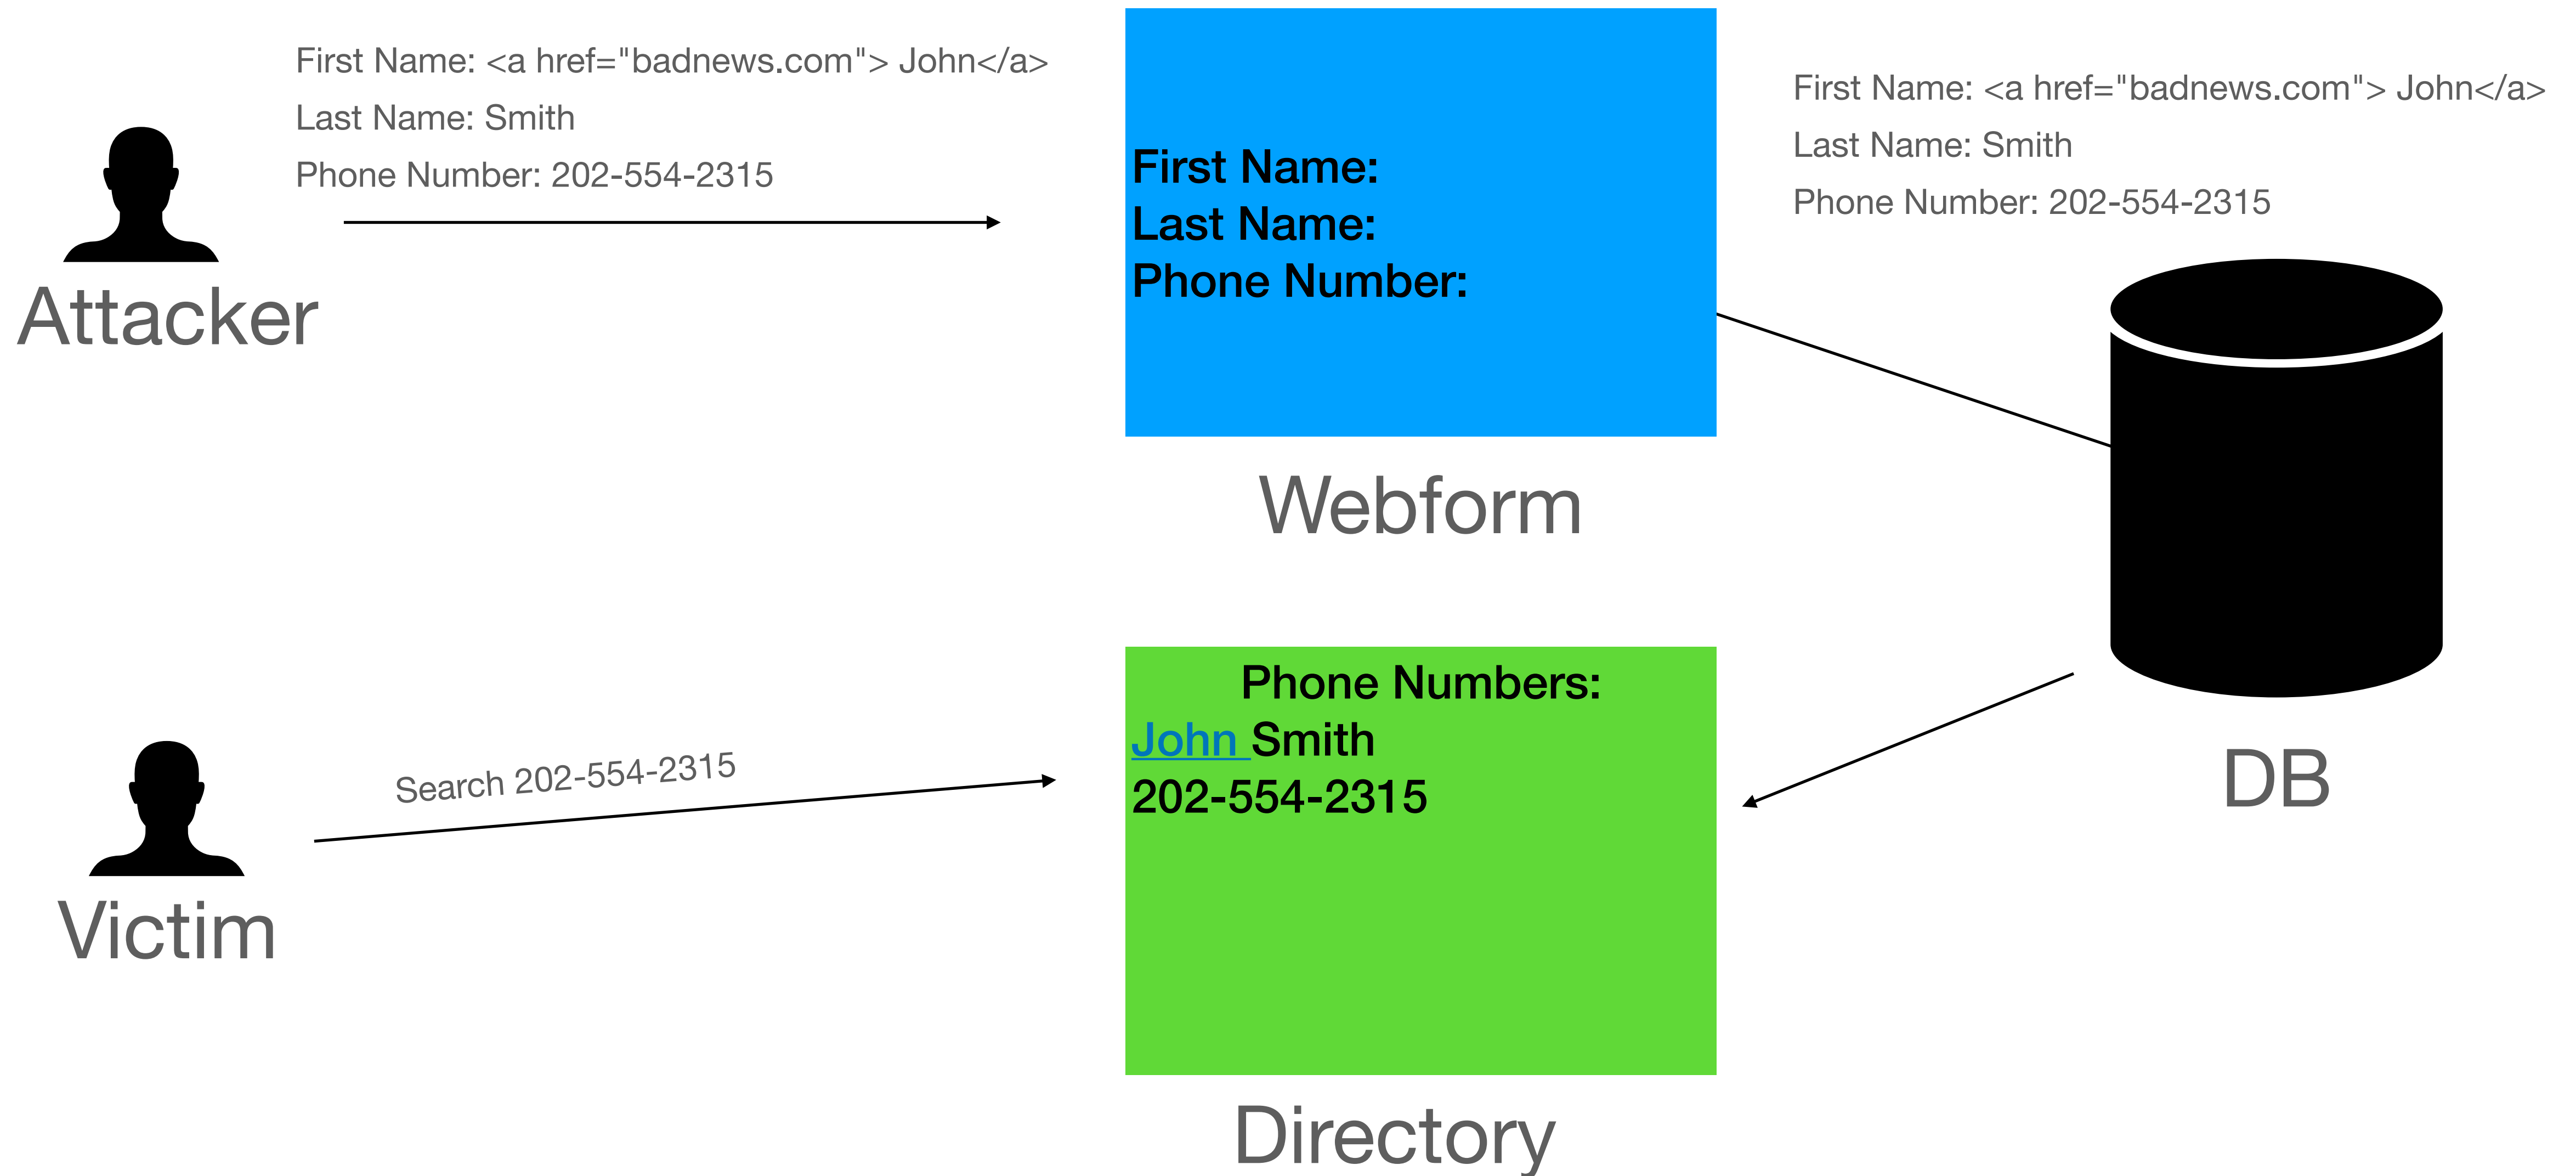 First Name: <a href="badnews.com"> John</a>
Last Name: Smith
Phone Number: 202-554-2315
Attacker
First Name:
Last Name:
Phone Number:
Webform
First Name: <a href="badnews.com"> John</a>
Last Name: Smith
Phone Number: 202-554-2315
DB
Search 202-554-2315
Victim
Phone Numbers:
John Smith
202-554-2315
Directory